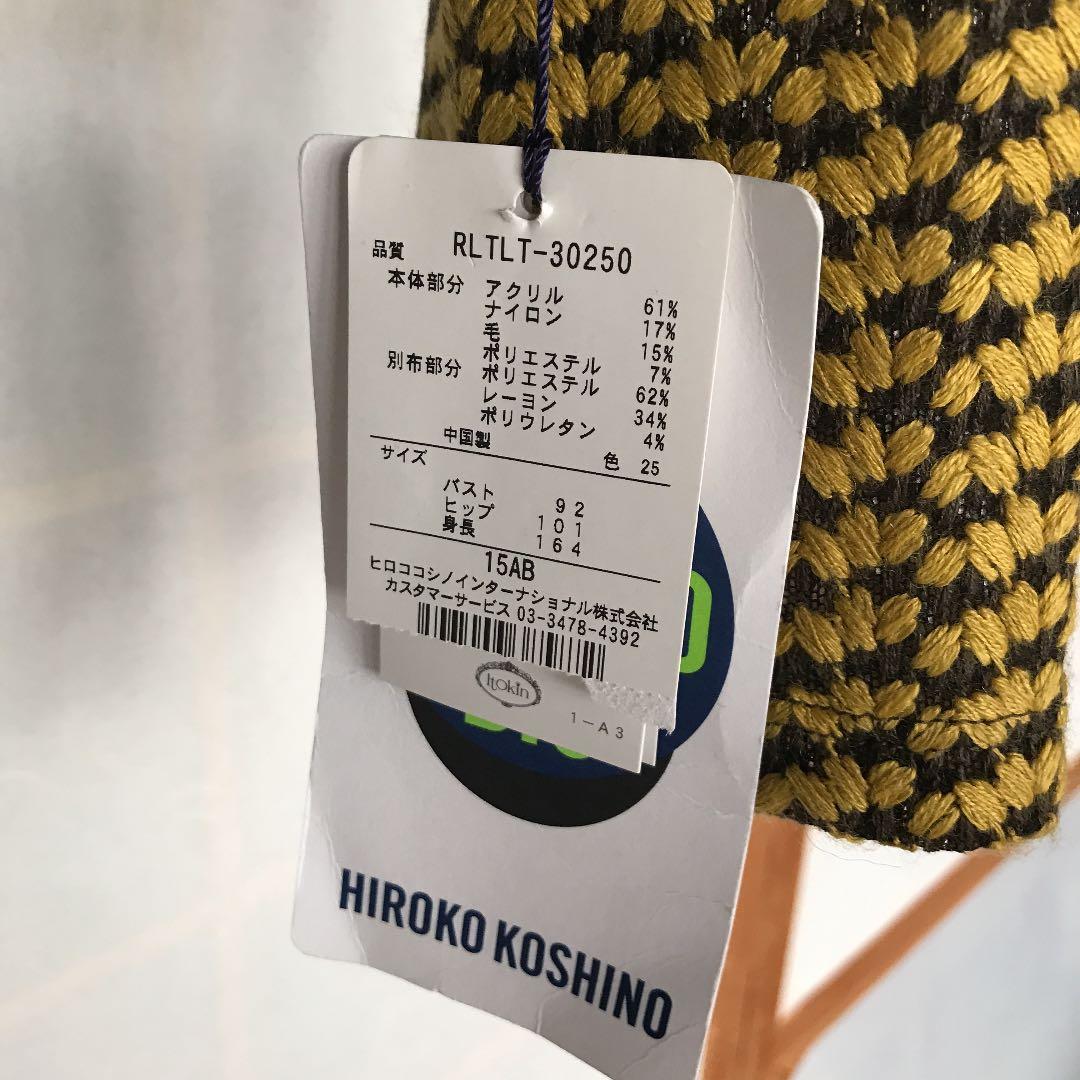 品質 RLTLT-30250
本体部分 アクリル 61%
ナイロン 17%
毛 15%
ポリエステル 7%
別布部分 ポリエステル 62%
レーヨン 34%
ポリウレタン 4%
中国製 色 25
サイズ
バスト 92
ヒップ 101
身長 164
15AB
ヒロココシノインターナショナル株式会社
カスタマーサービス 03-3478-4392
Itokin
1-A3
HIROKO KOSHINO